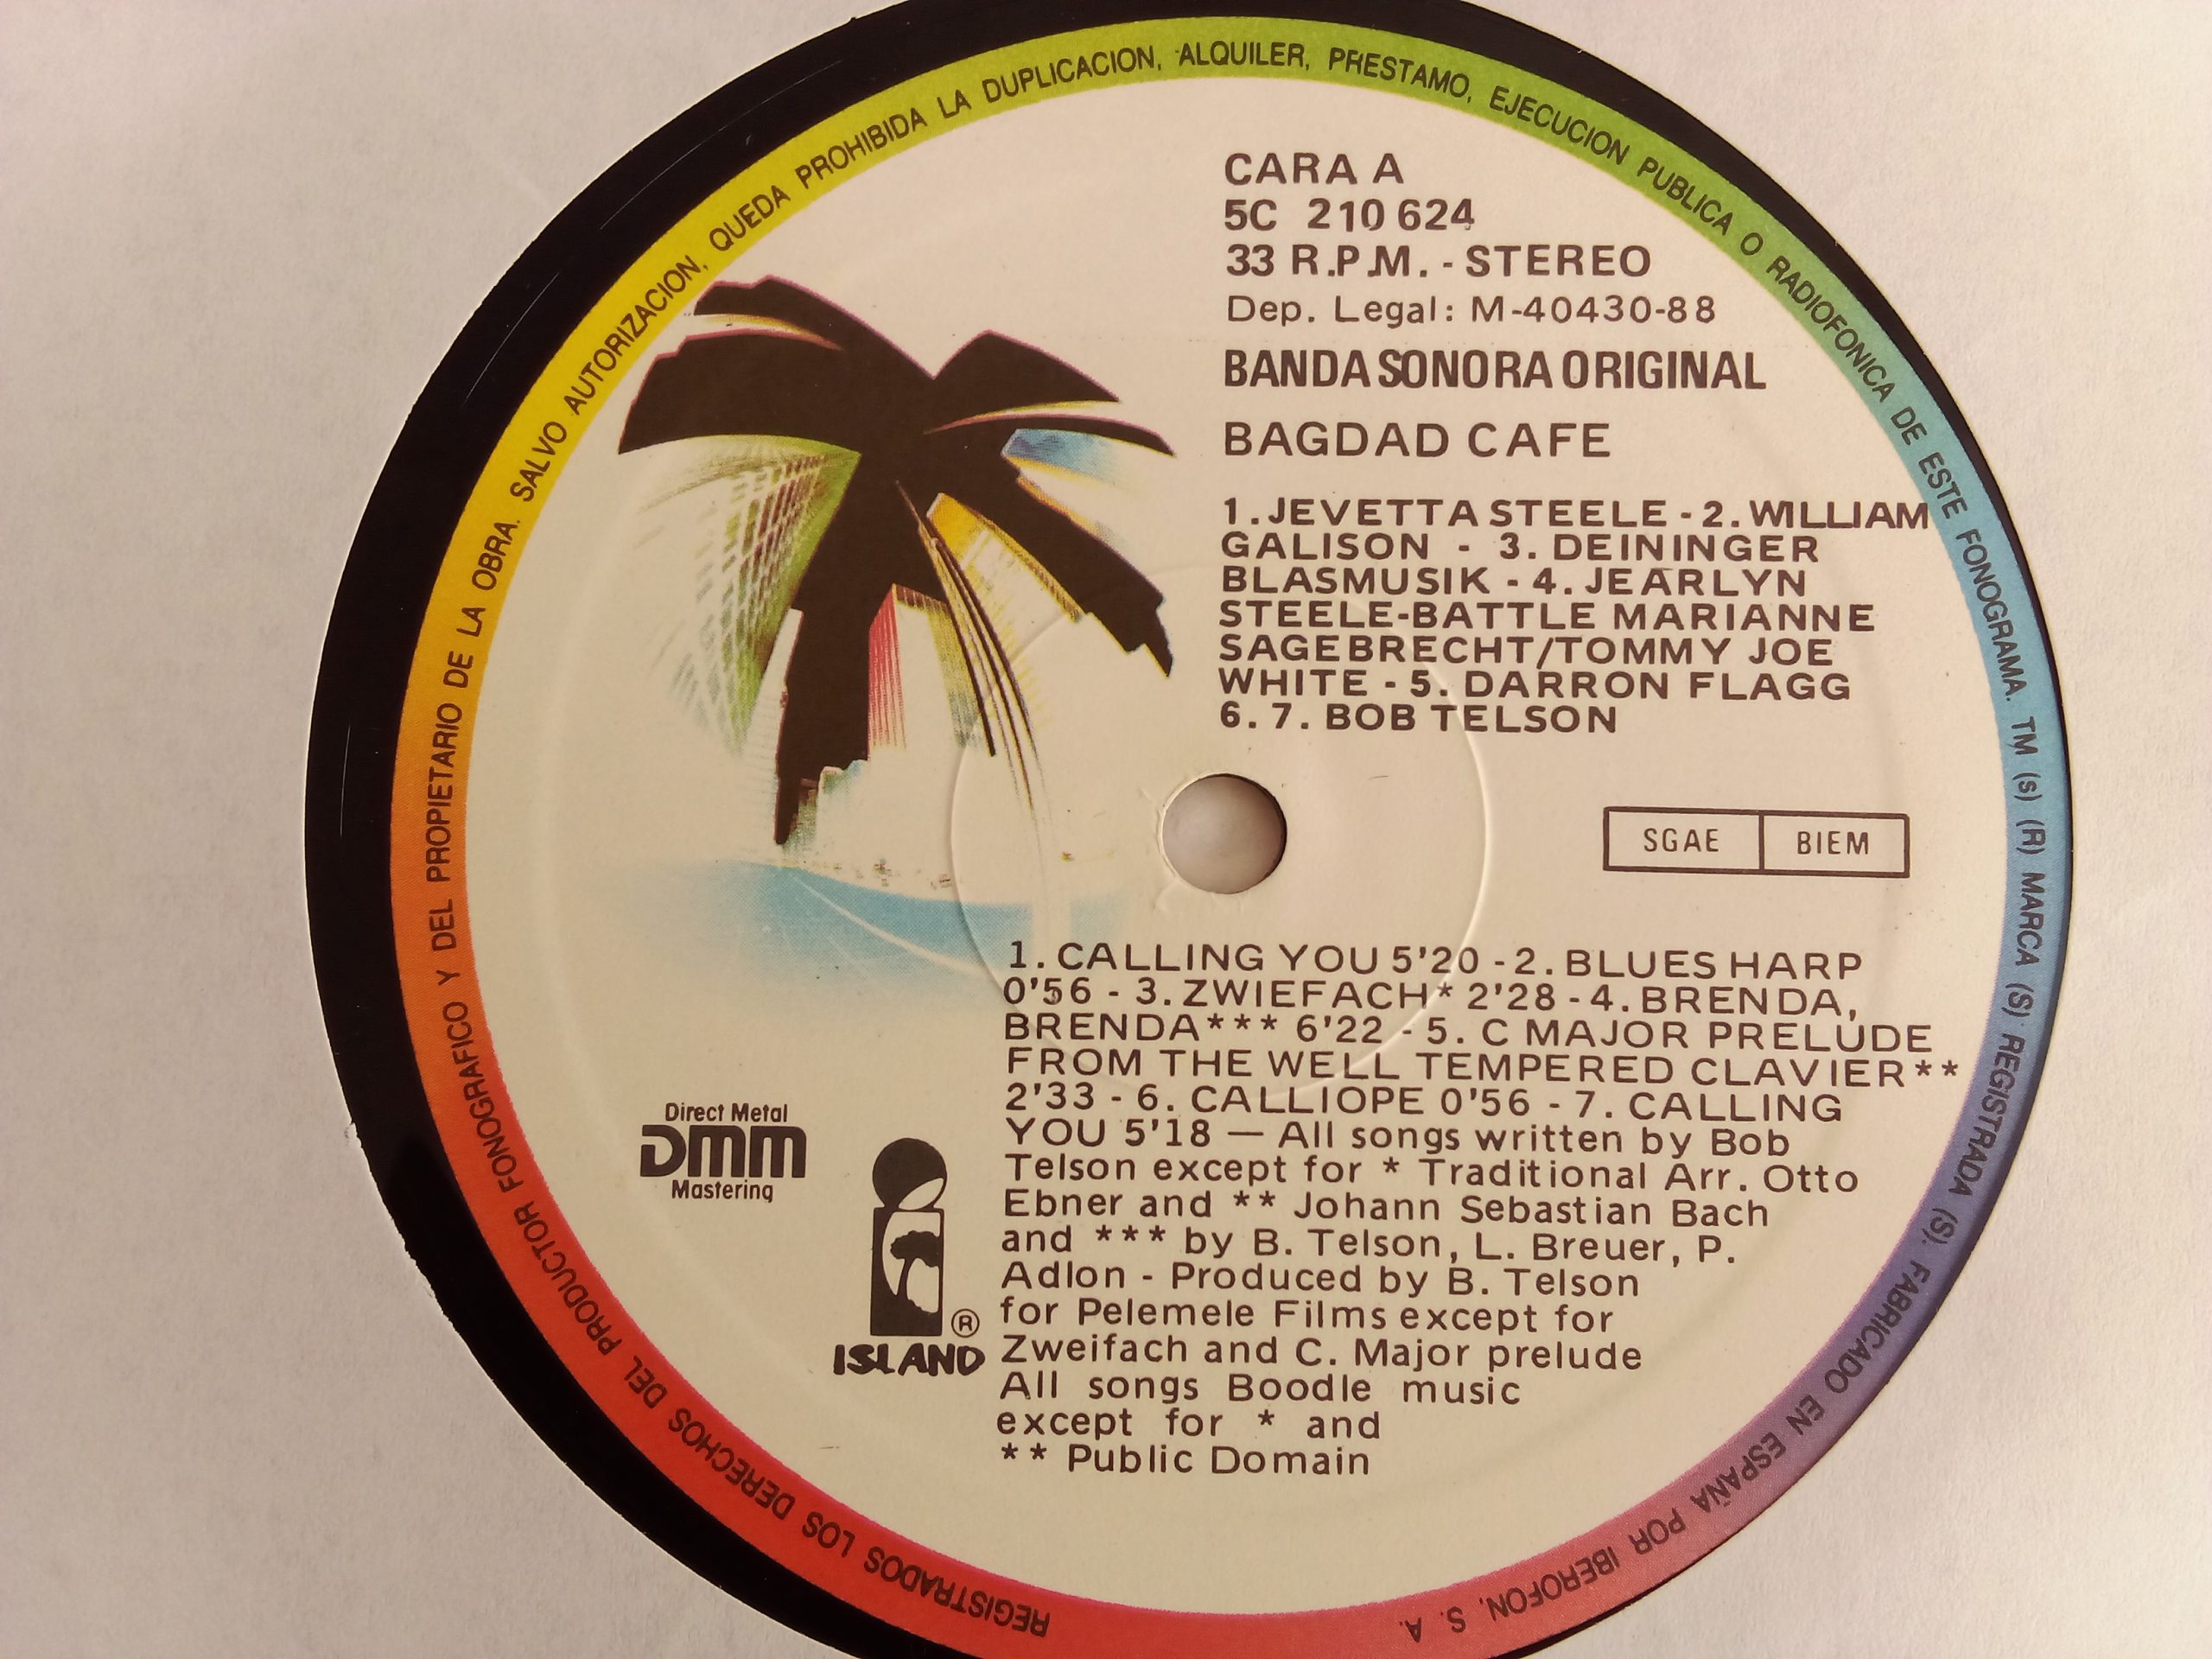 REGISTRADOS LOS DERECHOS DEL PRODUCTOR FONOGRAFICO Y DEL PROPIETARIO DE LA OBRA. SALVO AUTORIZACION, QUEDA PROHIBIDA LA DUPLICACION, ALQUILER, PRESTAMO, EJECUCION PUBLICA O RADIOFONICA DE ESTE FONOGRAMA. TM (s) (R) MARCA (S) REGISTRADA (S). FABRICADO EN ESPAÑA POR IBEROFON, S. A.
CARA A
5C 210 624
33 R.P.M. - STEREO
Dep. Legal: M-40430-88
BANDA SONORA ORIGINAL
BAGDAD CAFE
1. JEVETTA STEELE - 2. WILLIAM
GALISON - 3. DEININGER
BLASMUSIK - 4. JEARLYN
STEELE-BATTLE MARIANNE
SAGEBRECHT/TOMMY JOE
WHITE - 5. DARRON FLAGG
6. 7. BOB TELSON
SGAE BIEM
1. CALLING YOU 5'20 - 2. BLUES HARP
0'56 - 3. ZWIEFACH* 2'28 - 4. BRENDA,
BRENDA*** 6'22 - 5. C MAJOR PRELUDE
FROM THE WELL TEMPERED CLAVIER**
2'33 - 6. CALLIOPE 0'56 - 7. CALLING
YOU 5'18 — All songs written by Bob
Telson except for * Traditional Arr. Otto
Ebner and ** Johann Sebastian Bach
and *** by B. Telson, L. Breuer, P.
Adlon - Produced by B. Telson
for Pelemele Films except for
Zweifach and C. Major prelude
All songs Boodle music
except for * and
** Public Domain
Direct Metal
DMM
Mastering
®
ISLAND